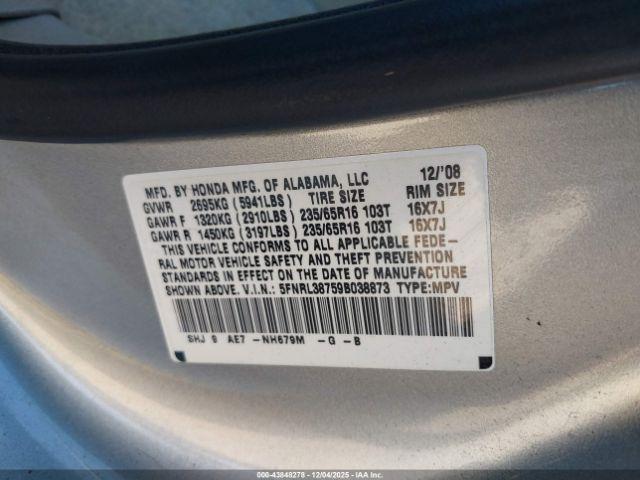 MFD. BY HONDA MFG. OF ALABAMA, LLC 12/'08
GVWR 2695KG (5941LBS) TIRE SIZE RIM SIZE
GAWR F 1320KG (2910LBS) 235/65R16 103T 16X7J
GAWR R 1450KG (3197LBS) 235/65R16 103T 16X7J
THIS VEHICLE CONFORMS TO ALL APPLICABLE FEDE-
RAL MOTOR VEHICLE SAFETY AND THEFT PREVENTION
STANDARDS IN EFFECT ON THE DATE OF MANUFACTURE
SHOWN ABOVE. V.I.N.: 5FNRL38759B038873 TYPE:MPV
SHJ 9 AE7 -NH679M -G -B
000-43848278 - 12/04/2025 - IAAI.COM